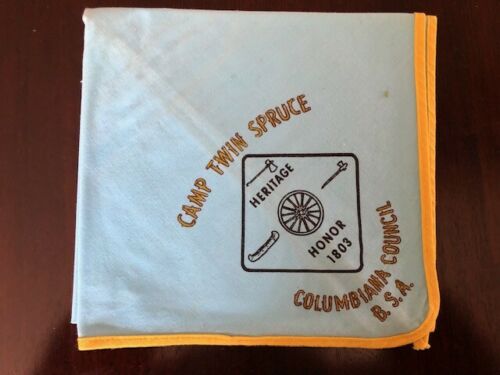 CAMP TWIN SPRUCE
HERITAGE
HONOR
1803
COLUMBIANA COUNCIL
B.S.A.